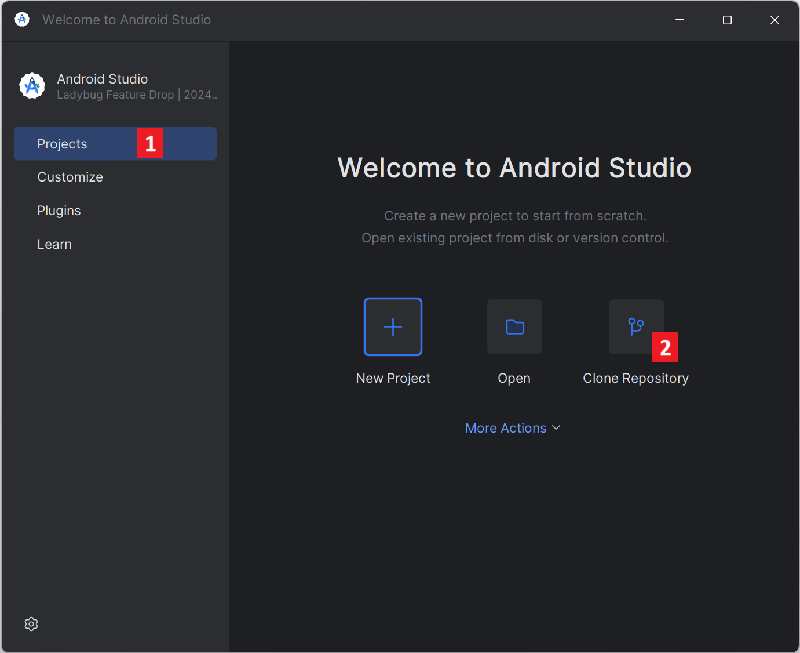 Welcome to Android Studio
Android Studio
Ladybug Feature Drop | 2024..
Projects
1
Customize
Plugins
Learn
Welcome to Android Studio
Create a new project to start from scratch.
Open existing project from disk or version control.
2
New Project
Open
Clone Repository
More Actions